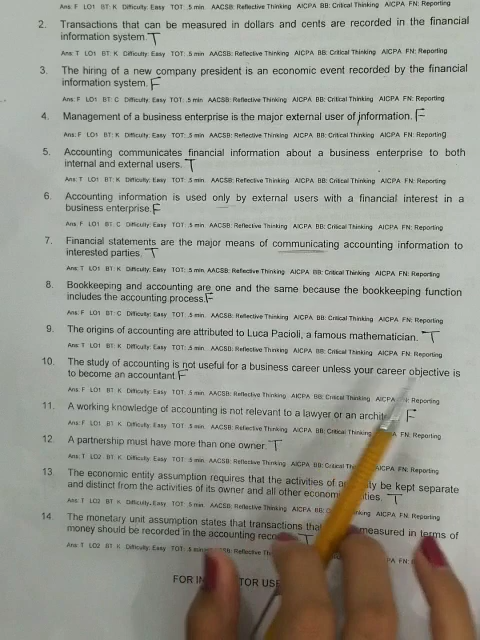 Ans: F LO1 BT: K Difficulty: Easy TOT: .5 min. AACSB: Reflective Thinking AICPA BB: Critical Thinking AICPA FN: Reporting
2. Transactions that can be measured in dollars and cents are recorded in the financial
information system. T
Ans: T LO1 BT: K Difficulty: Easy TOT: .5 min. AACSB: Reflective Thinking AICPA BB: Critical Thinking AICPA FN: Reporting
3. The hiring of a new company president is an economic event recorded by the financial
information system. F
Ans: F LO1 BT: C Difficulty: Easy TOT: .5 min. AACSB: Reflective Thinking AICPA BB: Critical Thinking AICPA FN: Reporting
4. Management of a business enterprise is the major external user of information. F
Ans: F LO1 BT: K Difficulty: Easy TOT: .5 min. AACSB: Reflective Thinking AICPA BB: Critical Thinking AICPA FN: Reporting
5. Accounting communicates financial information about a business enterprise to both
internal and external users. T
Ans: T LO1 BT: K Difficulty: Easy TOT: .5 min. AACSB: Reflective Thinking AICPA BB: Critical Thinking AICPA FN: Reporting
6. Accounting information is used only by external users with a financial interest in a
business enterprise. F
Ans: F LO1 BT: C Difficulty: Easy TOT: .5 min. AACSB: Reflective Thinking AICPA BB: Critical Thinking AICPA FN: Reporting
7. Financial statements are the major means of communicating accounting information to
interested parties. T
Ans: T LO1 BT: K Difficulty: Easy TOT: .5 min. AACSB: Reflective Thinking AICPA BB: Critical Thinking AICPA FN: Reporting
8. Bookkeeping and accounting are one and the same because the bookkeeping function
includes the accounting process. F
Ans: F LO1 BT: K Difficulty: Easy TOT: .5 min. AACSB: Reflective Thinking AICPA BB: Critical Thinking AICPA FN: Reporting
9. The origins of accounting are attributed to Luca Pacioli, a famous mathematician. T
Ans: T LO1 BT: K Difficulty: Easy TOT: .5 min. AACSB: Reflective Thinking AICPA BB: Critical Thinking AICPA FN: Reporting
10. The study of accounting is not useful for a business career unless your career objective is
to become an accountant. F
Ans: F LO1 BT: K Difficulty: Easy TOT: .5 min. AACSB: Reflective Thinking AICPA BB: Critical Thinking AICPA Reporting
11. A working knowledge of accounting is not relevant to a lawyer or an archit F
Ans: F LO1 BT: K Difficulty: Easy TOT: .5 min. AACSB: Reflective Thinking AICPA BB: Critical Thinking AICPA FN: Reporting
12. A partnership must have more than one owner. T
Ans: T LO2 BT: K Difficulty: Easy TOT: .5 min. AACSB: Reflective Thinking AICPA BB: Critical AICPA FN: Reporting
13. The economic entity assumption requires that the activities of be kept separate
and distinct from the activities of its owner and all other econom ities. T
Ans: T LO2 BT: K Difficulty: Easy TOT: .5 min. AACSB: Reflective Thinking AICPA BB: AICPA FN: Reporting
14. The monetary unit assumption states that transactions that measured in terms of
money should be recorded in the accounting T
Ans: T LO2 BT: K Difficulty: Easy TOT: .5 min AACSB: Reflective FN:
FOR IN TOR USE